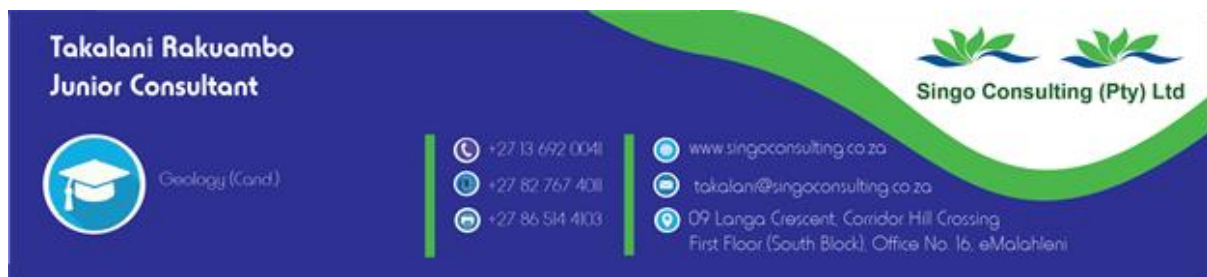 Takalani Rakuambo
Junior Consultant
Singo Consulting (Pty) Ltd
Geology (Cand.)
+27 13 692 0041
+27 82 767 4011
+27 86 514 4103
www.singoconsulting.co.za
takalani@singoconsulting.co.za
09 Langa Crescent, Corridor Hill Crossing
First Floor (South Block), Office No. 16, eMalahleni